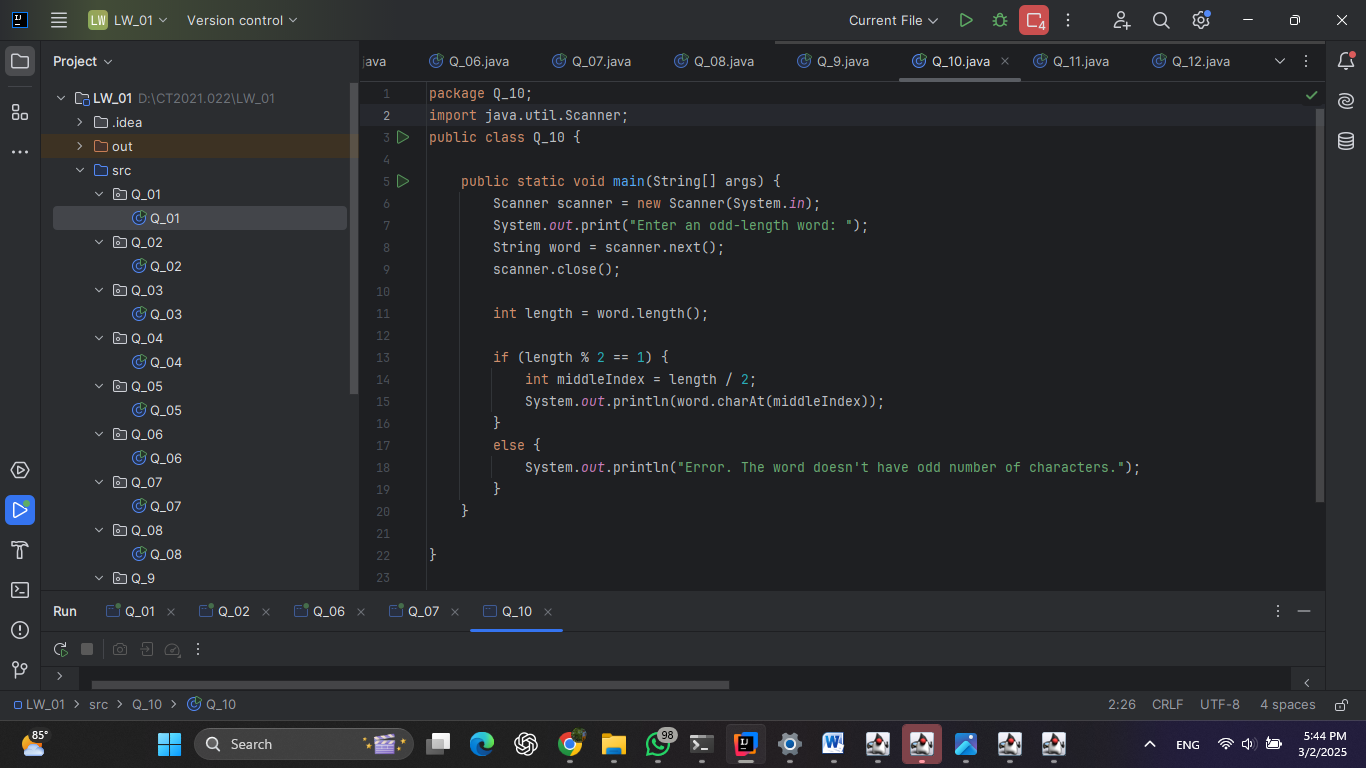 LW LW_01 Version control Current File 4
Project
java Q_06.java Q_07.java Q_08.java Q_9.java Q_10.java Q_11.java Q_12.java
LW_01 D:\CT2021.022\LW_01
.idea
out
src
Q_01
Q_01
Q_02
Q_02
Q_03
Q_03
Q_04
Q_04
Q_05
Q_05
Q_06
Q_06
Q_07
Q_07
Q_08
Q_08
Q_9
1 package Q_10;
2 import java.util.Scanner;
3 public class Q_10 {
4
5 public static void main(String[] args) {
6 Scanner scanner = new Scanner(System.in);
7 System.out.print("Enter an odd-length word: ");
8 String word = scanner.next();
9 scanner.close();
10
11 int length = word.length();
12
13 if (length % 2 == 1) {
14 int middleIndex = length / 2;
15 System.out.println(word.charAt(middleIndex));
16 }
17 else {
18 System.out.println("Error. The word doesn't have odd number of characters.");
19 }
20 }
21
22 }
23
Run Q_01 Q_02 Q_06 Q_07 Q_10
LW_01 > src > Q_10 > Q_10 2:26 CRLF UTF-8 4 spaces
85° Search 98 ENG 5:44 PM
3/2/2025